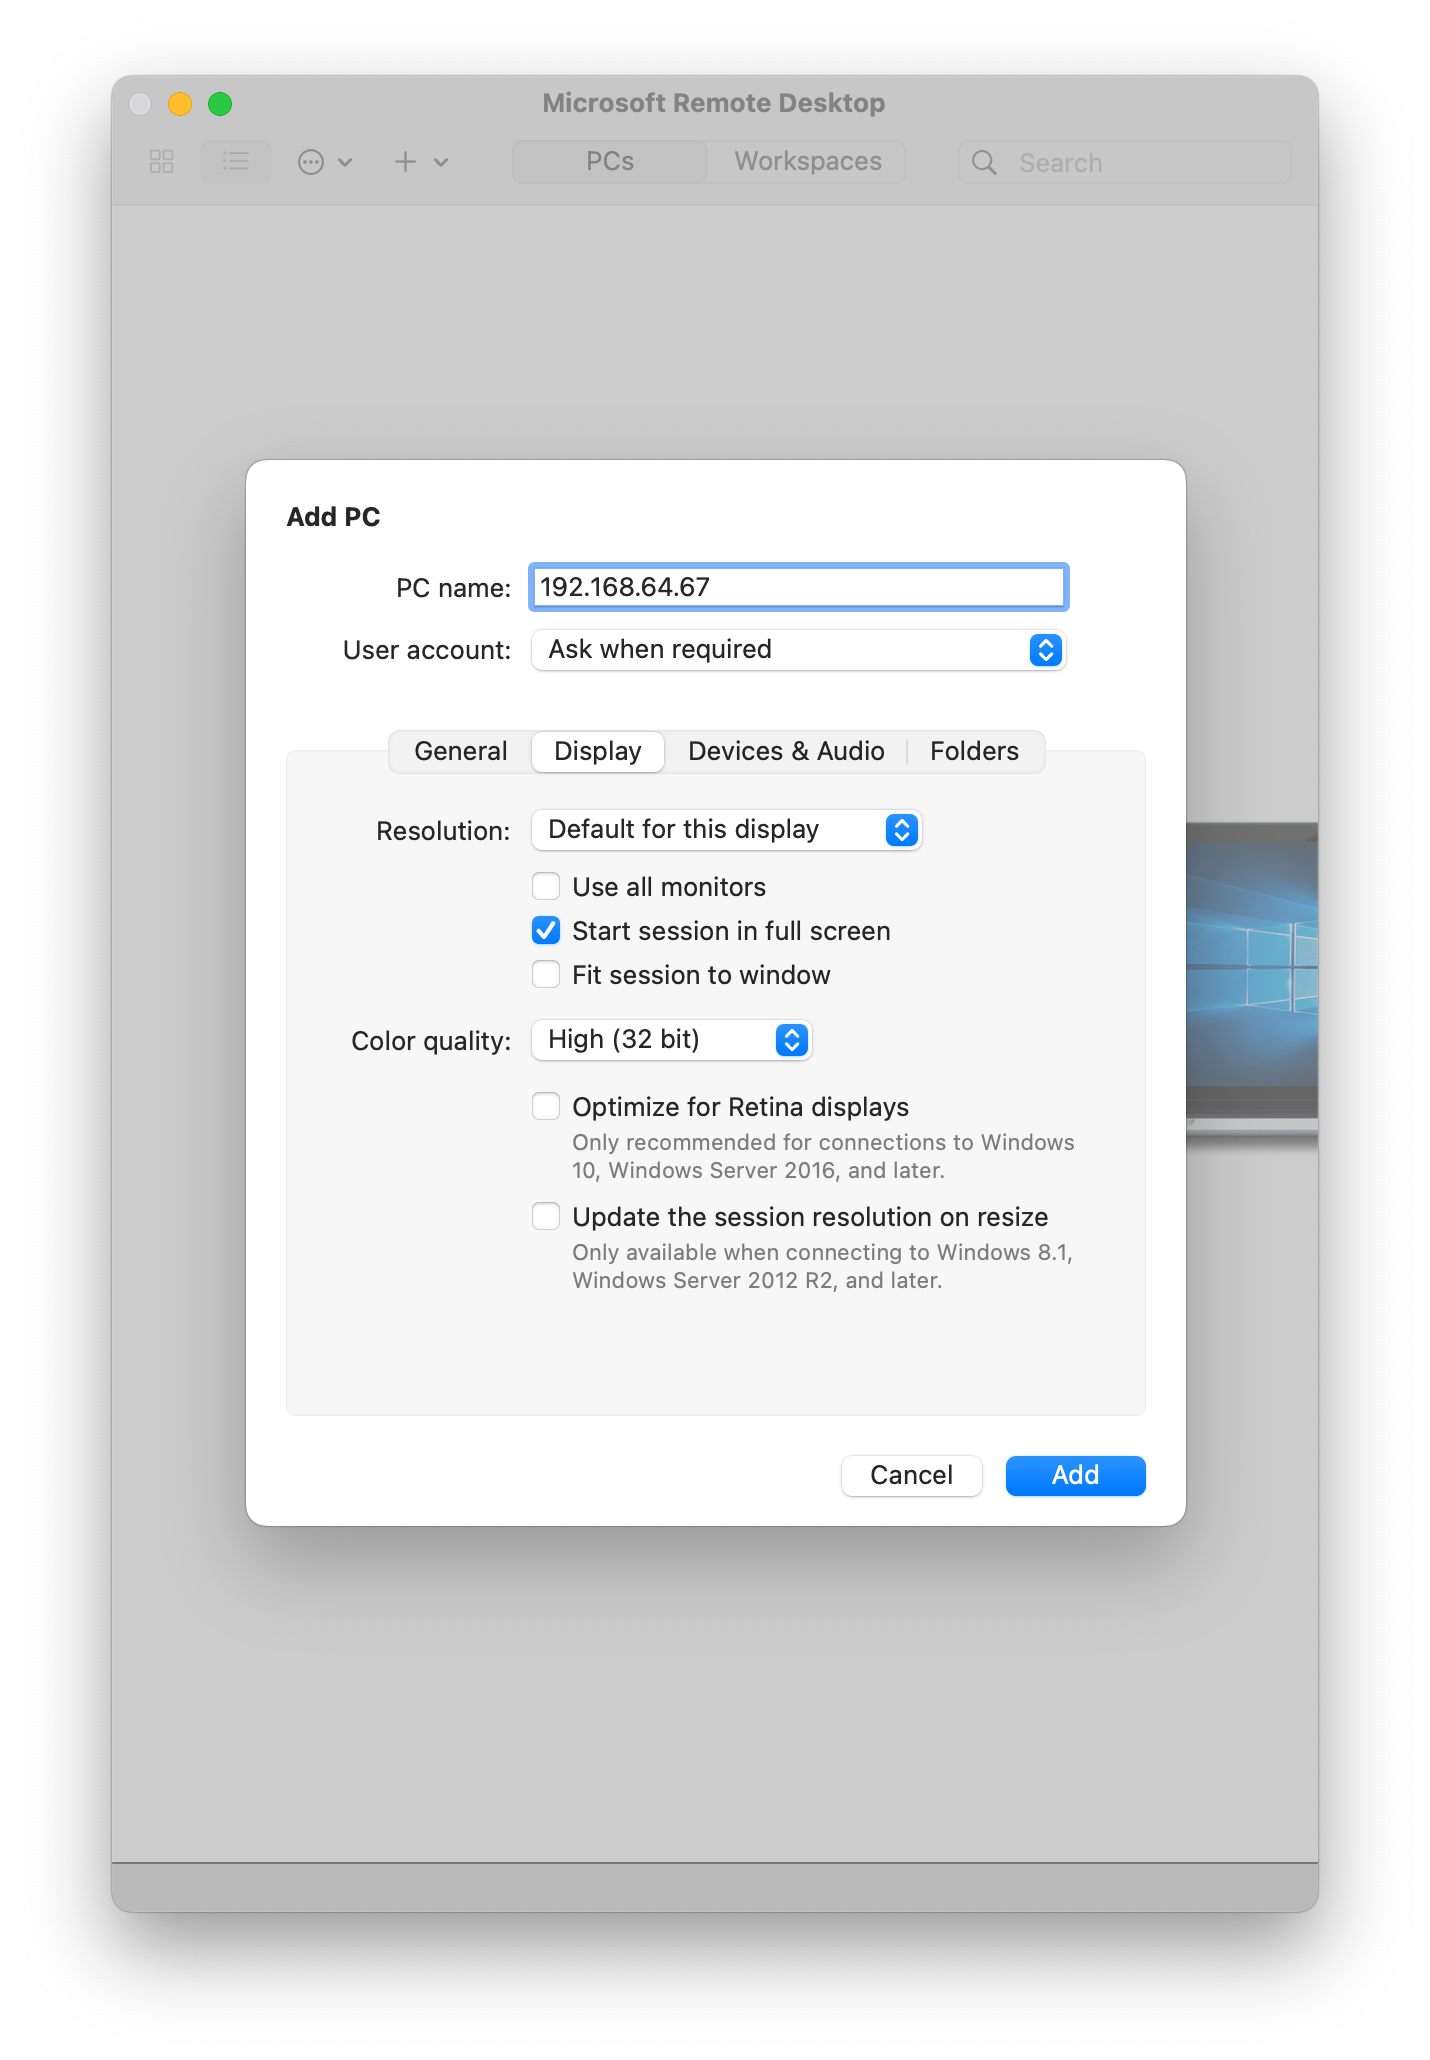 Microsoft Remote Desktop
PCs Workspaces Search
Add PC
PC name: 192.168.64.67
User account: Ask when required
General Display Devices & Audio Folders
Resolution: Default for this display
Use all monitors
Start session in full screen
Fit session to window
Color quality: High (32 bit)
Optimize for Retina displays
Only recommended for connections to Windows
10, Windows Server 2016, and later.
Update the session resolution on resize
Only available when connecting to Windows 8.1,
Windows Server 2012 R2, and later.
Cancel Add